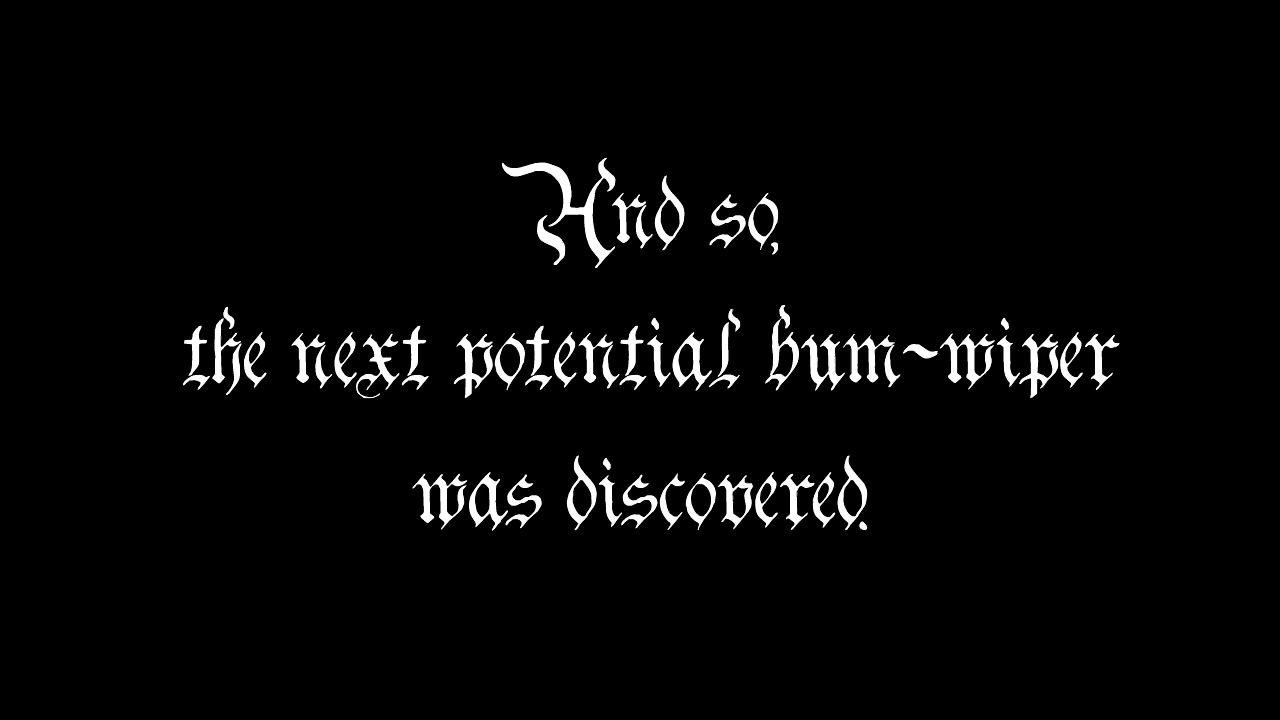 And so,
the next potential bum~wiper
was discovered.